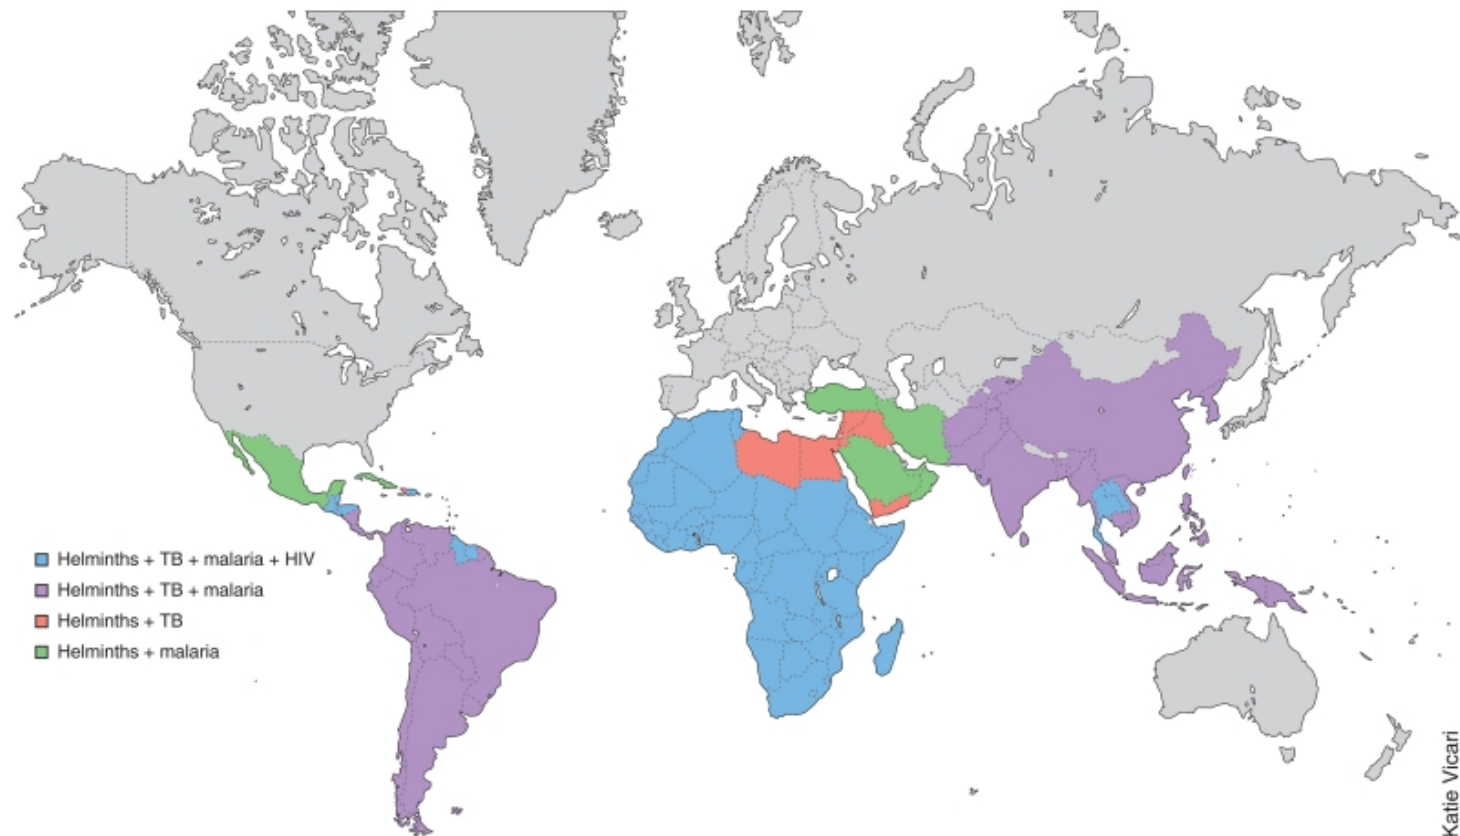 Helminths + TB + malaria + HIV
Helminths + TB + malaria
Helminths + TB
Helminths + malaria
Katie Vicari